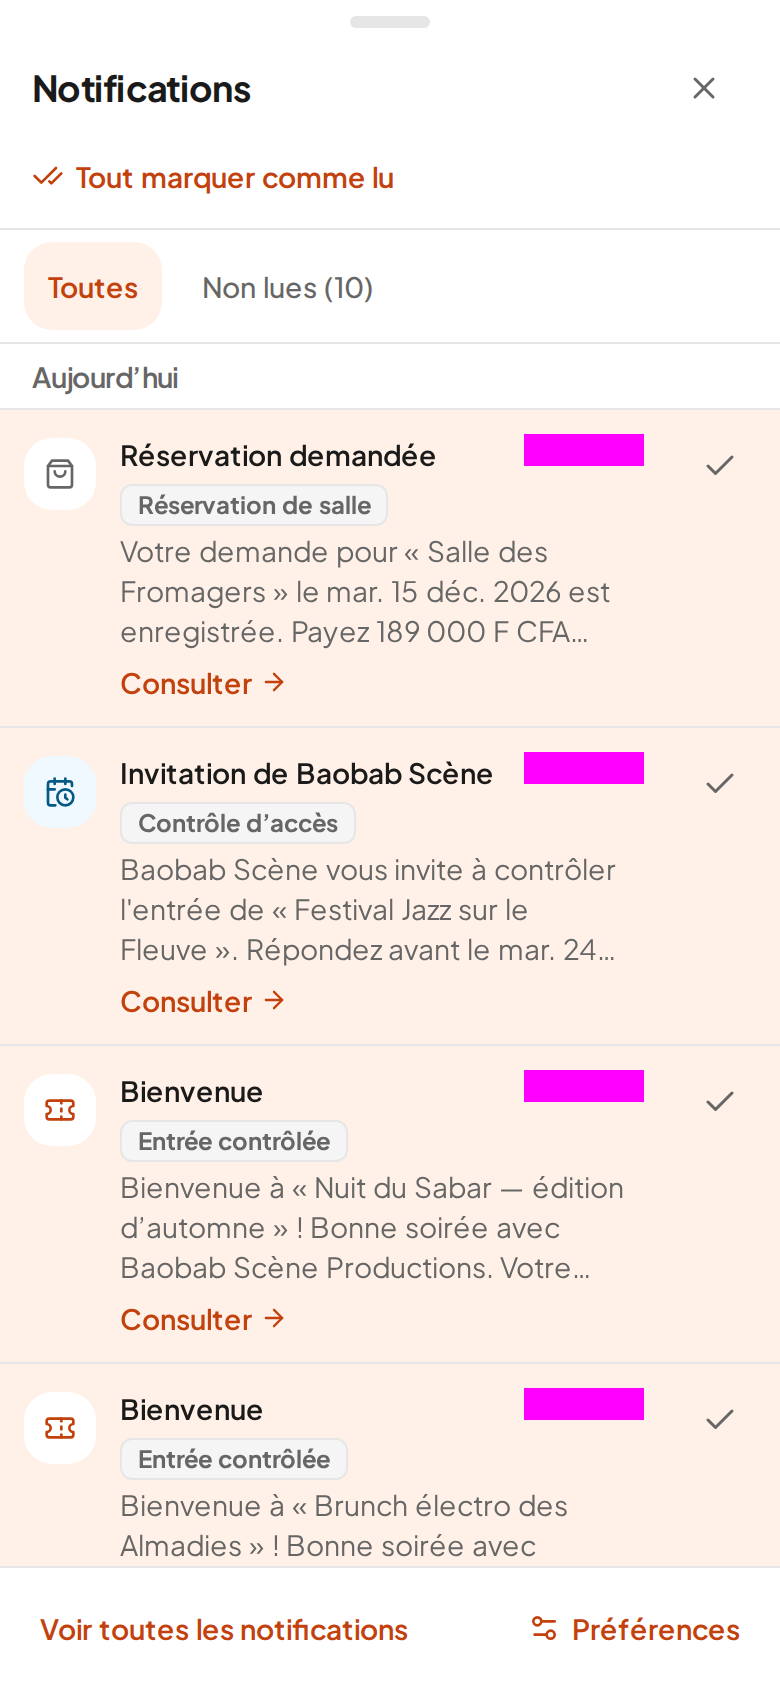 Notifications
Tout marquer comme lu
Toutes
Non lues (10)
Aujourd’hui
Réservation demandée
Réservation de salle
Votre demande pour « Salle des
Fromagers » le mar. 15 déc. 2026 est
enregistrée. Payez 189 000 F CFA…
Consulter
Invitation de Baobab Scène
Contrôle d’accès
Baobab Scène vous invite à contrôler
l'entrée de « Festival Jazz sur le
Fleuve ». Répondez avant le mar. 24…
Consulter
Bienvenue
Entrée contrôlée
Bienvenue à « Nuit du Sabar — édition
d’automne » ! Bonne soirée avec
Baobab Scène Productions. Votre…
Consulter
Bienvenue
Entrée contrôlée
Bienvenue à « Brunch électro des
Almadies » ! Bonne soirée avec
Voir toutes les notifications
Préférences